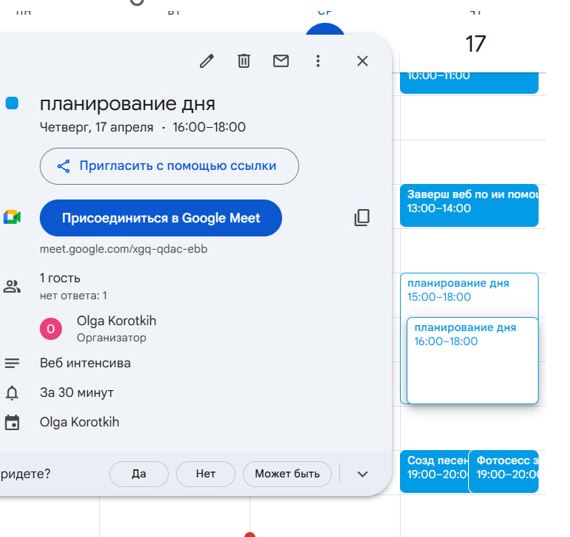 пн
вт
ср
чт
17
10:00–11:00
планирование дня
Четверг, 17 апреля · 16:00–18:00
Пригласить с помощью ссылки
Присоединиться в Google Meet
meet.google.com/xgq-qdac-ebb
1 гость
нет ответа: 1
O
Olga Korotkih
Организатор
Веб интенсива
За 30 минут
Olga Korotkih
ридете?
Да
Нет
Может быть
Заверш веб по ии помо
13:00–14:00
планирование дня
15:00–18:00
планирование дня
16:00–18:00
Созд песен
19:00–20:0
Фотосесс з
19:00–20:0